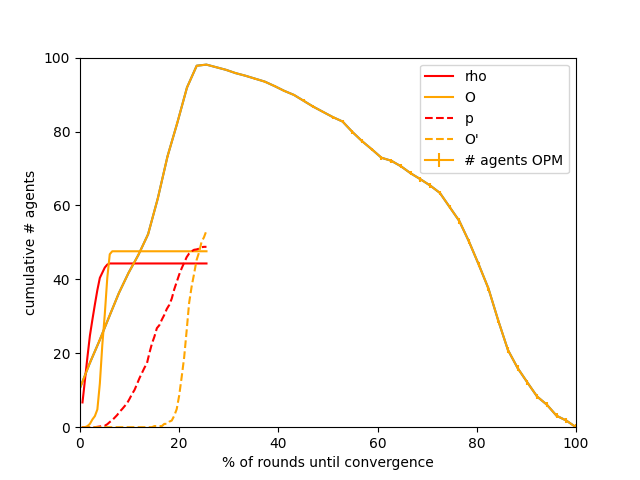 100
80
60
40
20
0
cumulative # agents
rho
O
p
O'
# agents OPM
0 20 40 60 80 100
% of rounds until convergence